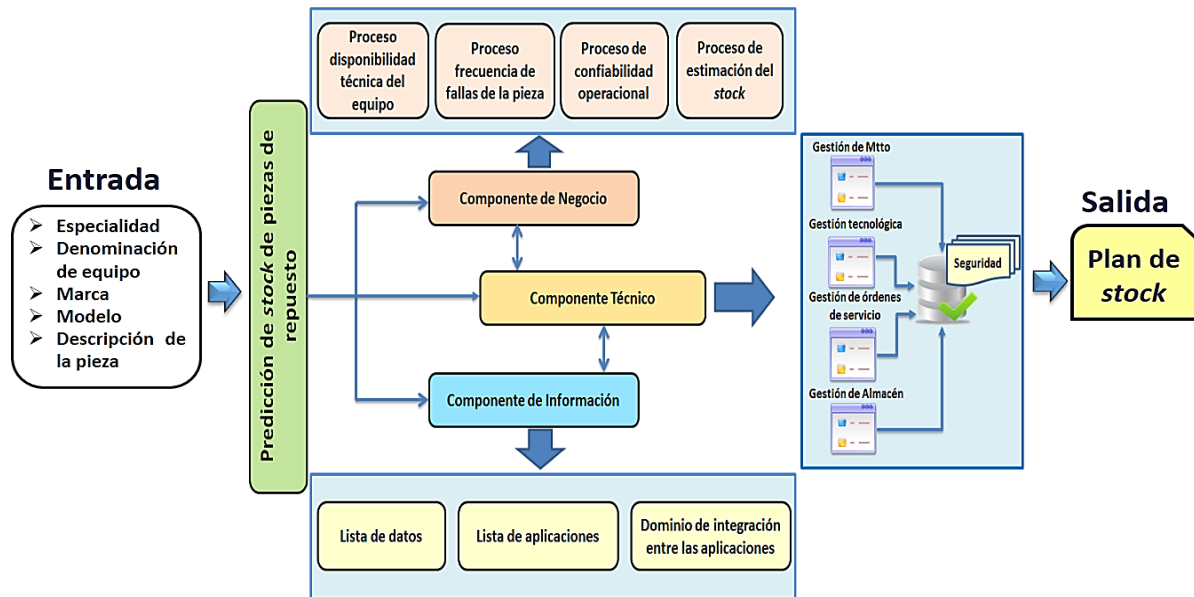 Proceso
disponibilidad
técnica del
equipo
Proceso
frecuencia de
fallas de la pieza
Proceso de
confiabilidad
operacional
Proceso de
estimación del
stock
Entrada
Especialidad
Denominación
de equipo
Marca
Modelo
Descripción de
la pieza
Predicción de stock de piezas de
repuesto
Componente de Negocio
Componente Técnico
Componente de Información
Gestión de Mtto
Gestión tecnológica
Gestión de órdenes
de servicio
Gestión de Almacén
Seguridad
Salida
Plan de
stock
Lista de datos
Lista de aplicaciones
Dominio de integración
entre las aplicaciones